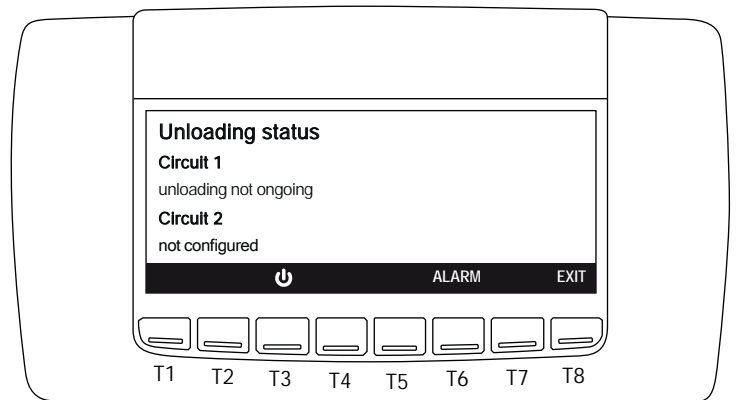 Unloading status
Circuit 1
unloading not ongoing
Circuit 2
not configured
ALARM EXIT
T1 T2 T3 T4 T5 T6 T7 T8